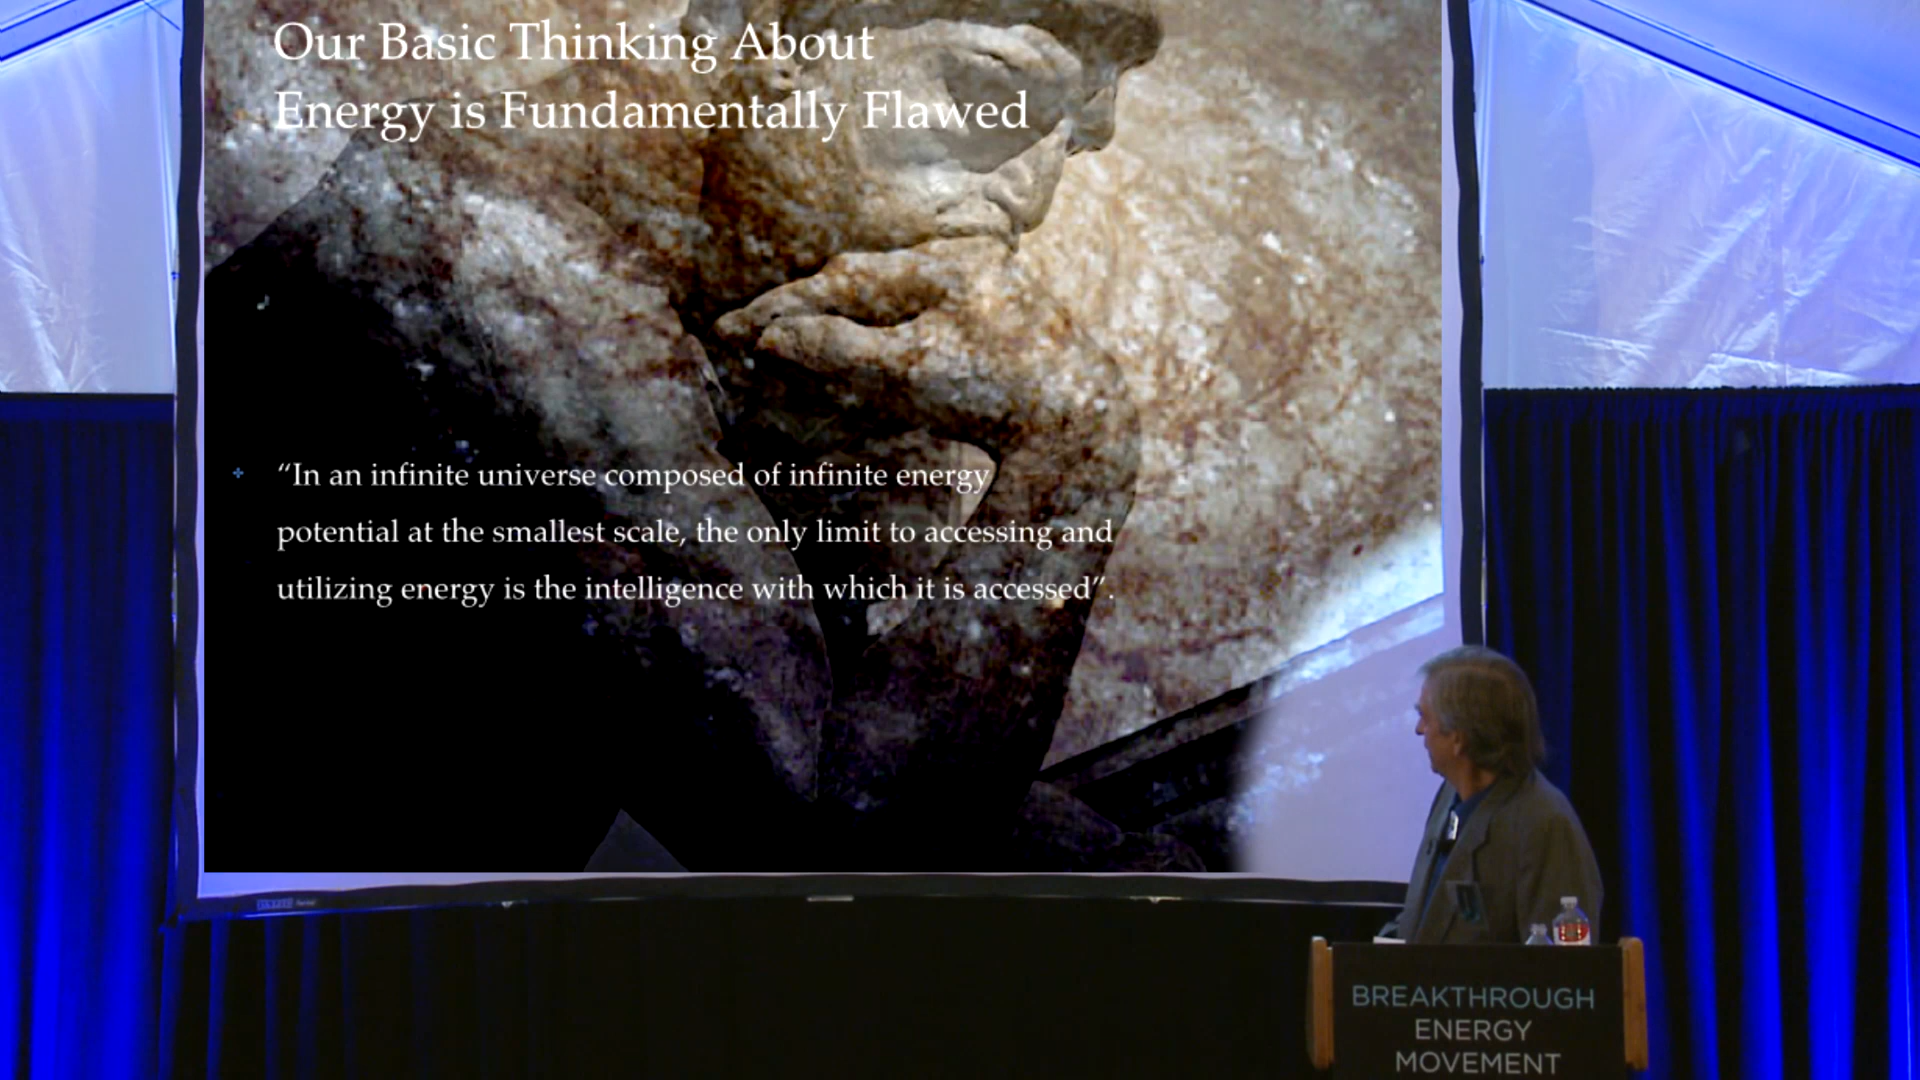 Our Basic Thinking About
Energy is Fundamentally Flawed
“In an infinite universe composed of infinite energy
potential at the smallest scale, the only limit to accessing and
utilizing energy is the intelligence with which it is accessed”.
BREAKTHROUGH
ENERGY
MOVEMENT